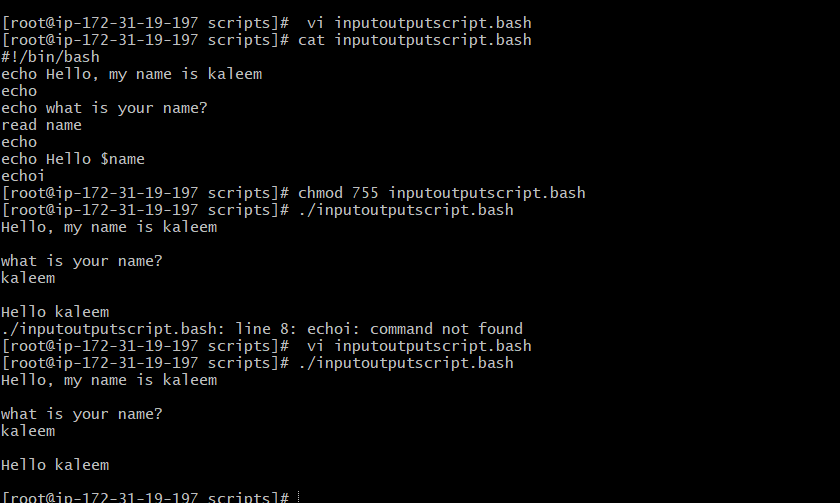 [root@ip-172-31-19-197 scripts]#  vi inputoutputscript.bash
[root@ip-172-31-19-197 scripts]# cat inputoutputscript.bash
#!/bin/bash
echo Hello, my name is kaleem
echo
echo what is your name?
read name
echo
echo Hello $name
echoi
[root@ip-172-31-19-197 scripts]# chmod 755 inputoutputscript.bash
[root@ip-172-31-19-197 scripts]# ./inputoutputscript.bash
Hello, my name is kaleem

what is your name?
kaleem

Hello kaleem
./inputoutputscript.bash: line 8: echoi: command not found
[root@ip-172-31-19-197 scripts]#  vi inputoutputscript.bash
[root@ip-172-31-19-197 scripts]# ./inputoutputscript.bash
Hello, my name is kaleem

what is your name?
kaleem

Hello kaleem

[root@ip-172-31-19-197 scripts]#